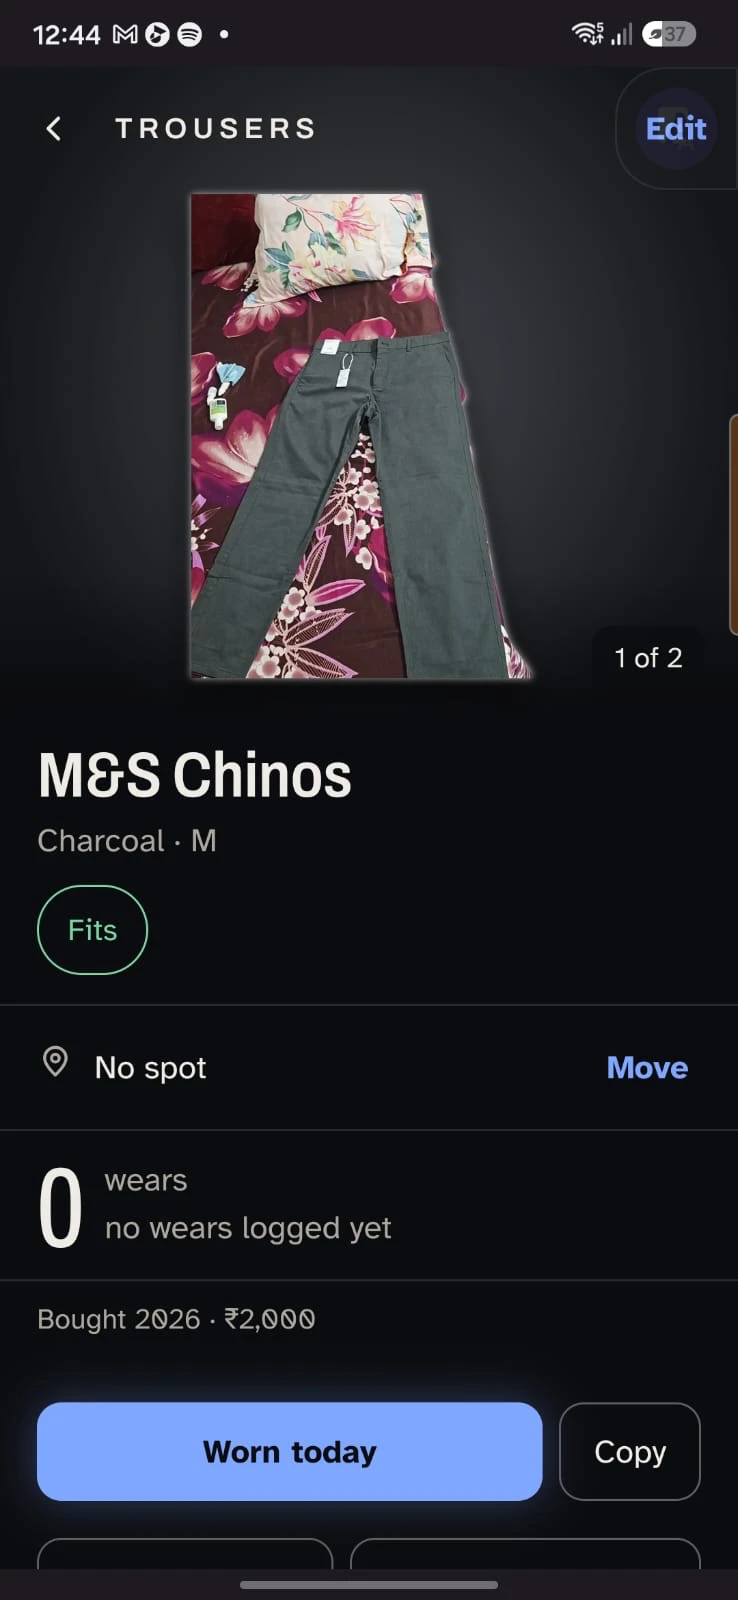 12:44
5
37
TROUSERS
Edit
1 of 2
M&S Chinos
Charcoal · M
Fits
No spot
Move
0
wears
no wears logged yet
Bought 2026 · ₹2,000
Worn today
Copy